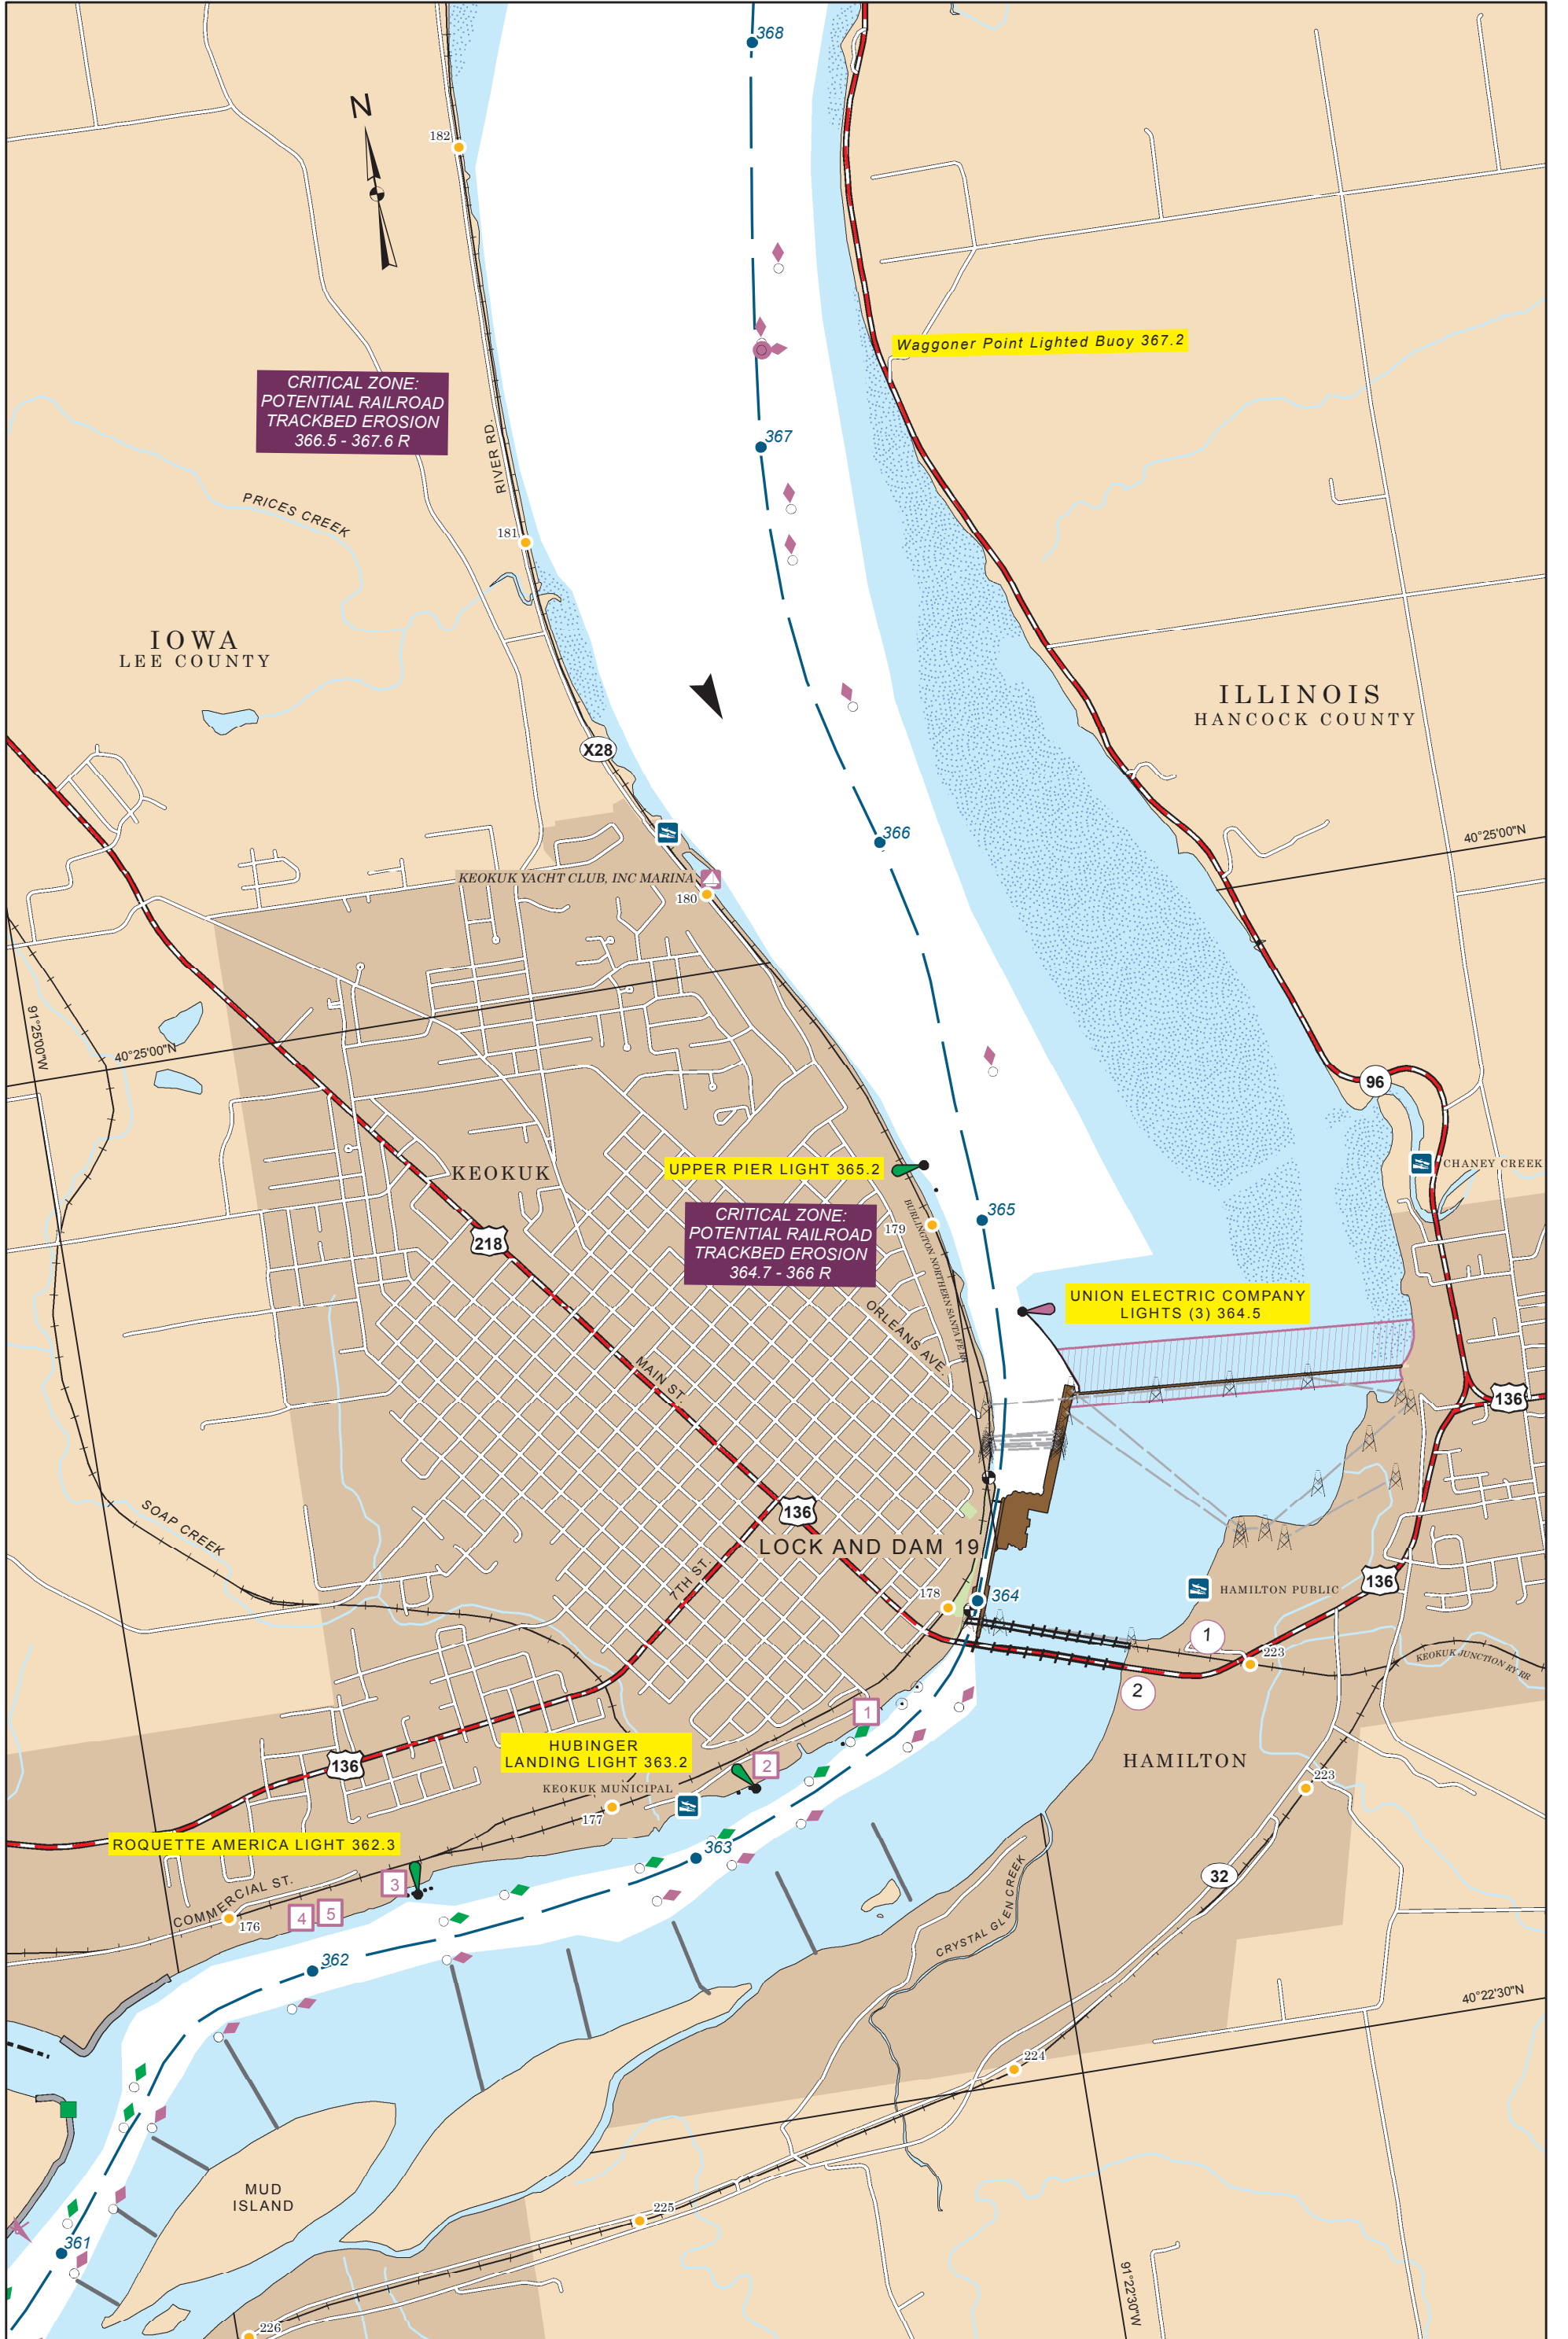 368
N
182
Waggoner Point Lighted Buoy 367.2
CRITICAL ZONE:
POTENTIAL RAILROAD
TRACKBED EROSION
366.5 - 367.6 R
367
RIVER RD.
PRICES CREEK
181
IOWA
LEE COUNTY
ILLINOIS
HANCOCK COUNTY
X28
366
40°25'00"N
KEOKUK YACHT CLUB, INC MARINA
180
91°25'00"W
40°25'00"N
96
CHANEY CREEK
KEOKUK
UPPER PIER LIGHT 365.2
365
179
BURLINGTON NORTHERN SANTA FE RR
CRITICAL ZONE:
POTENTIAL RAILROAD
TRACKBED EROSION
364.7 - 366 R
218
UNION ELECTRIC COMPANY
LIGHTS (3) 364.5
ORLEANS AVE.
MAIN ST.
136
SOAP CREEK
136
LOCK AND DAM 19
7TH ST.
136
HAMILTON PUBLIC
178
364
1
223
KEOKUK JUNCTION RY RR
2
1
HUBINGER
LANDING LIGHT 363.2
136
2
HAMILTON
223
KEOKUK MUNICIPAL
177
ROQUETTE AMERICA LIGHT 362.3
363
3
32
COMMERCIAL ST.
176
4
5
CRYSTAL GLEN CREEK
362
40°22'30"N
224
MUD
ISLAND
225
361
91°22'30"W
226